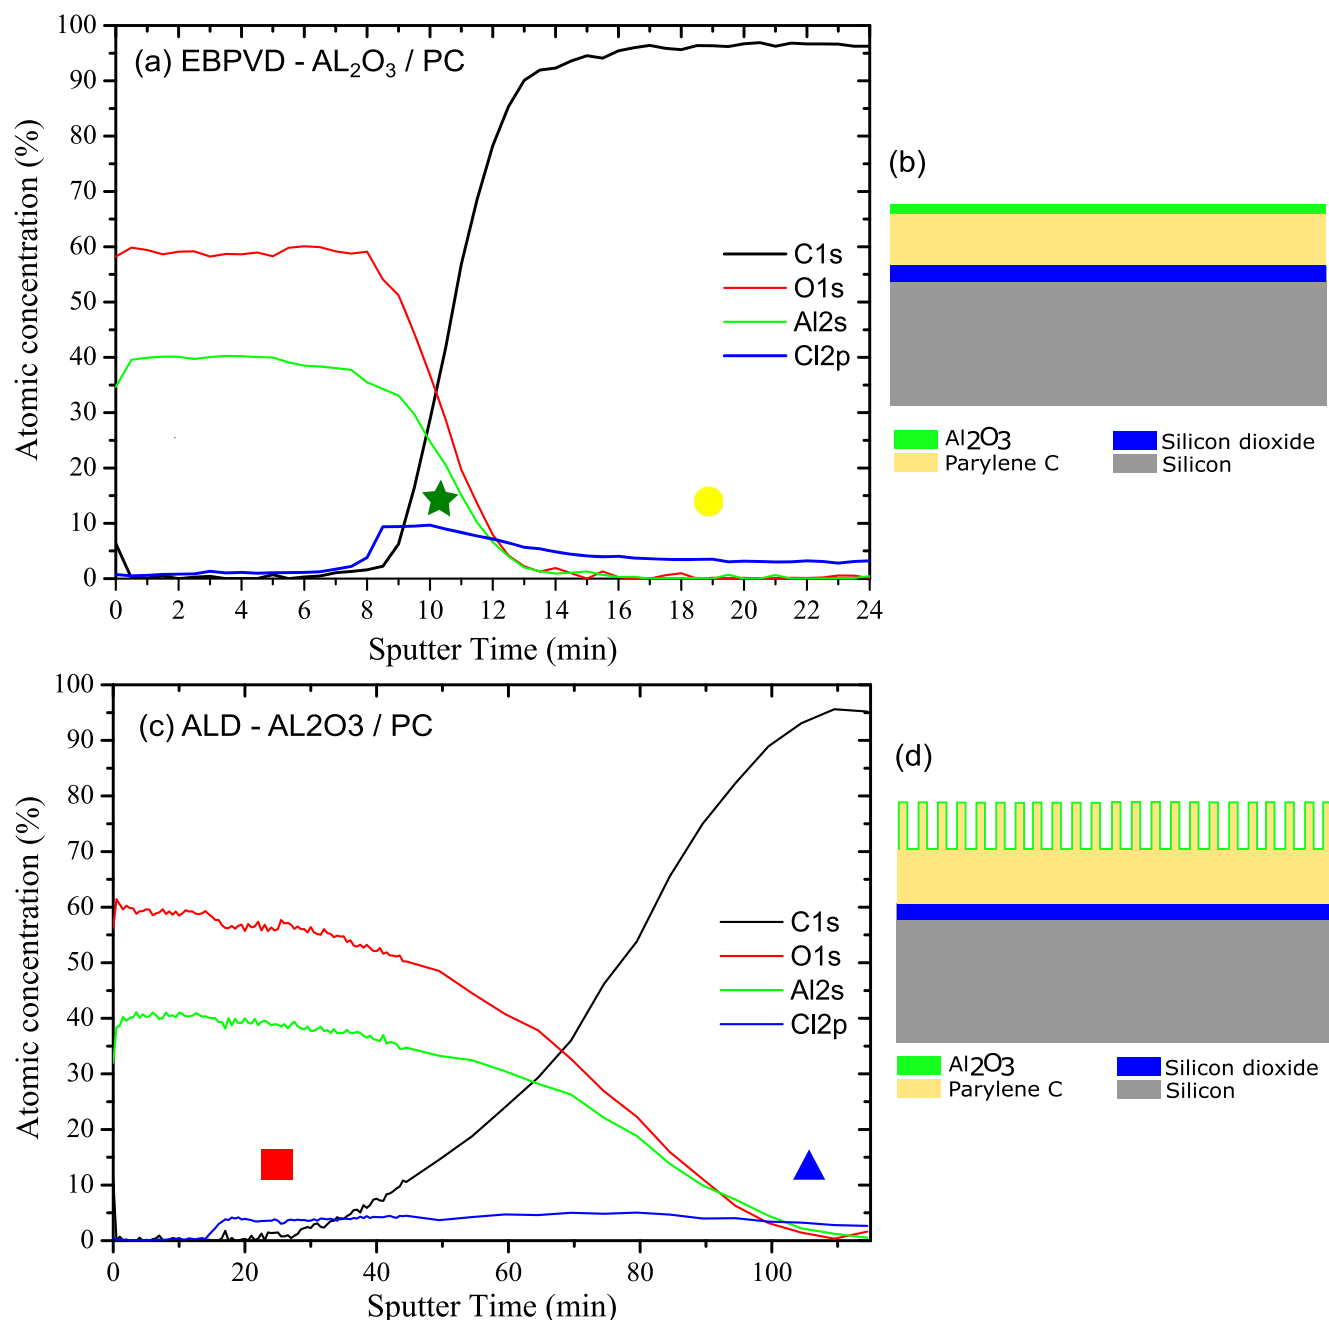 (a) EBPVD - AL₂O₃ / PC
100
90
80
70
60
50
40
30
20
10
0
Atomic concentration (%)
C1s
O1s
Al2s
Cl2p
0 2 4 6 8 10 12 14 16 18 20 22 24
Sputter Time (min)
(b)
Al2O3 Silicon dioxide
Parylene C Silicon
(c) ALD - AL2O3 / PC
100
90
80
70
60
50
40
30
20
10
0
Atomic concentration (%)
C1s
O1s
Al2s
Cl2p
0 20 40 60 80 100
Sputter Time (min)
(d)
Al2O3 Silicon dioxide
Parylene C Silicon